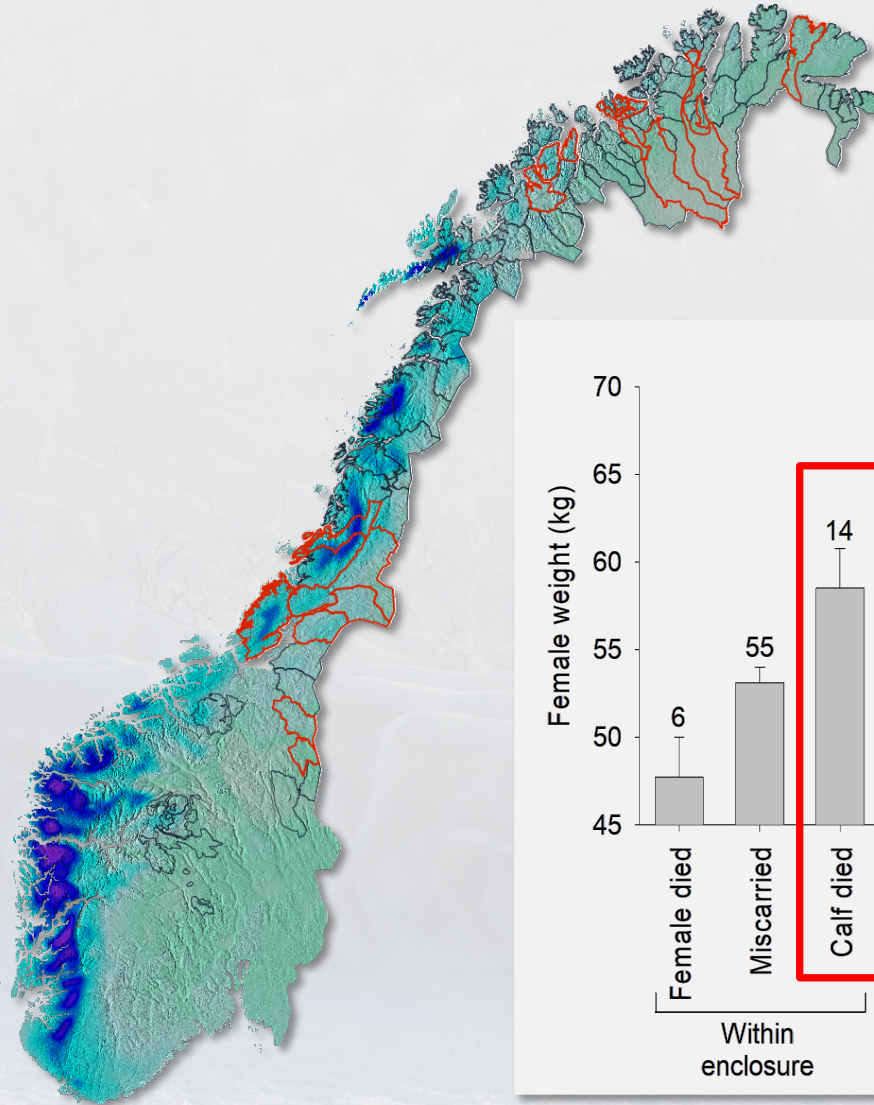 70
65
60
55
50
45
Female weight (kg)
6
55
14
Female died
Miscarried
Calf died
Within
enclosure